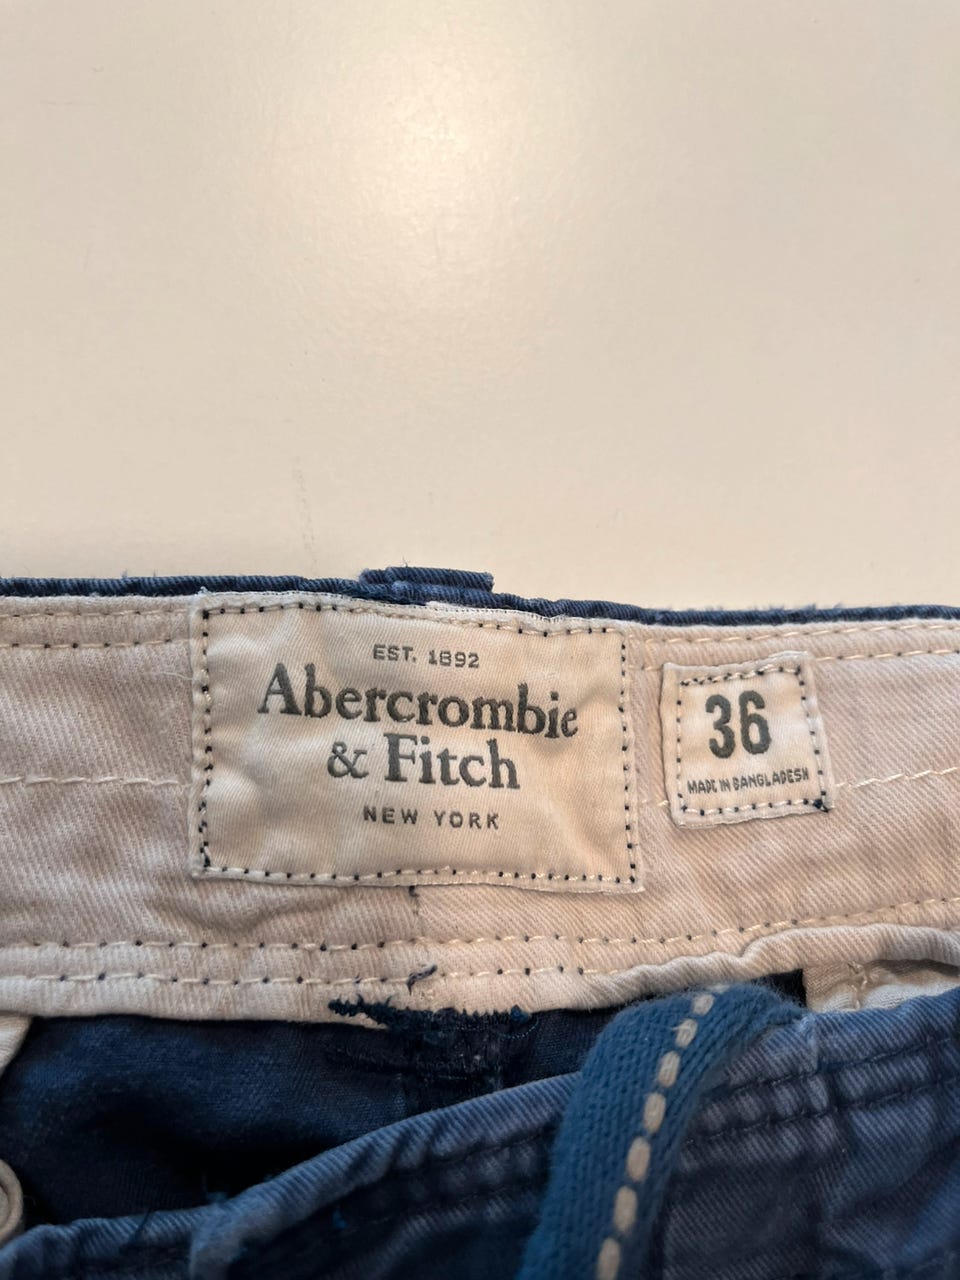 EST. 1892
Abercrombie
& Fitch
NEW YORK
36
MADE IN BANGLADESH